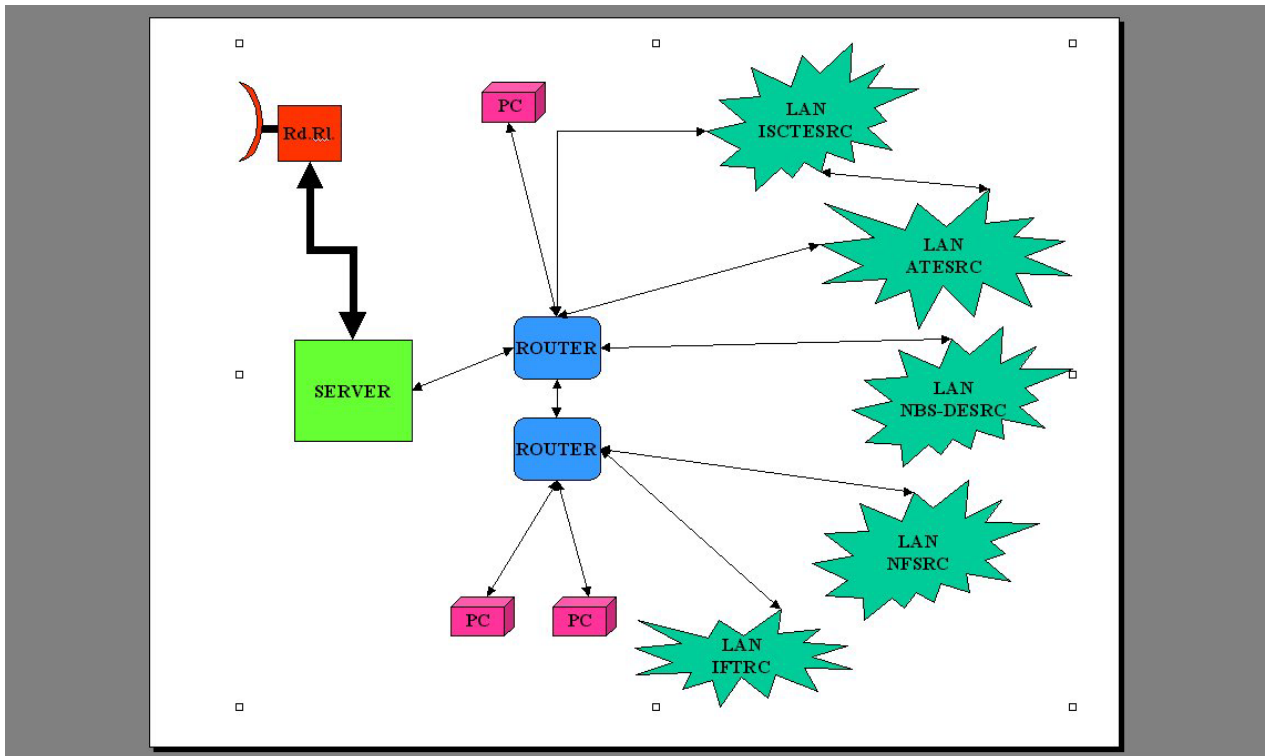 PC
LAN
ISCTESRC
Rd.Rl.
LAN
ATESRC
ROUTER
SERVER
LAN
NBS-DESRC
ROUTER
LAN
NFSRC
PC
PC
LAN
IFTRC